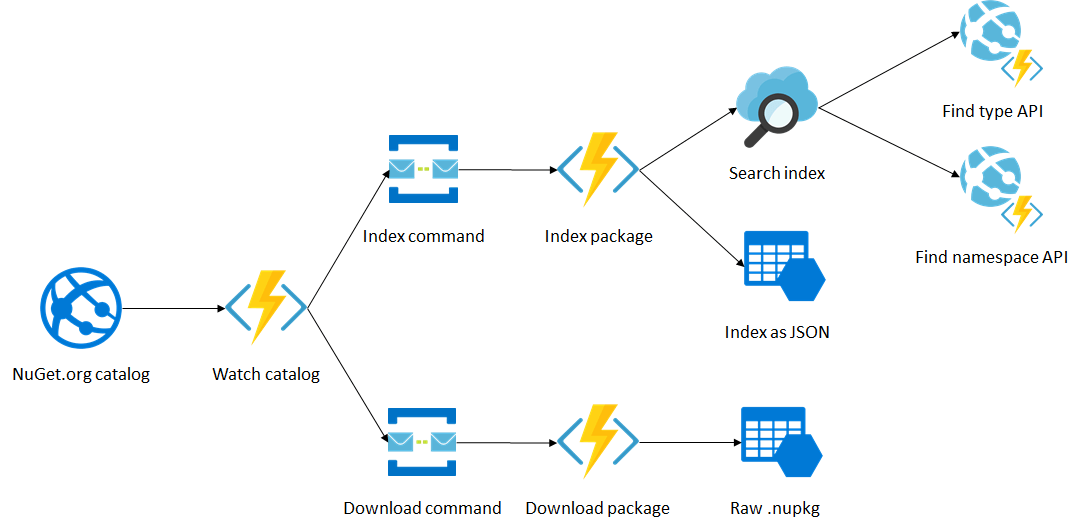 Find type API
Search index
Index command
Index package
Find namespace API
Index as JSON
NuGet.org catalog
Watch catalog
Download command
Download package
Raw .nupkg